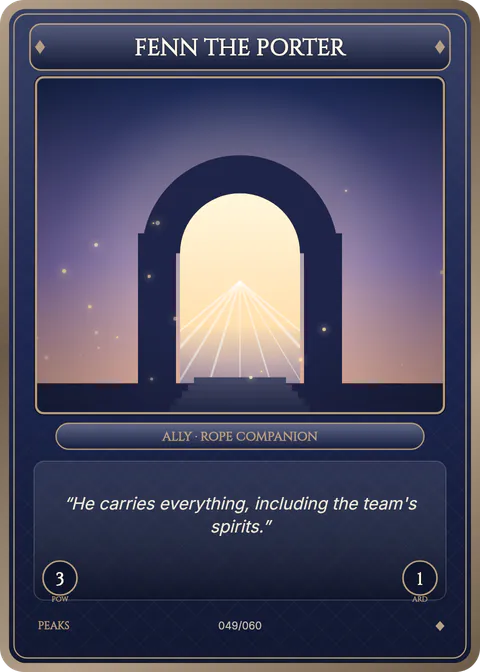 FENN THE PORTER
ALLY · ROPE COMPANION
“He carries everything, including the team's
spirits.”
3
POW
1
ARD
PEAKS
049/060